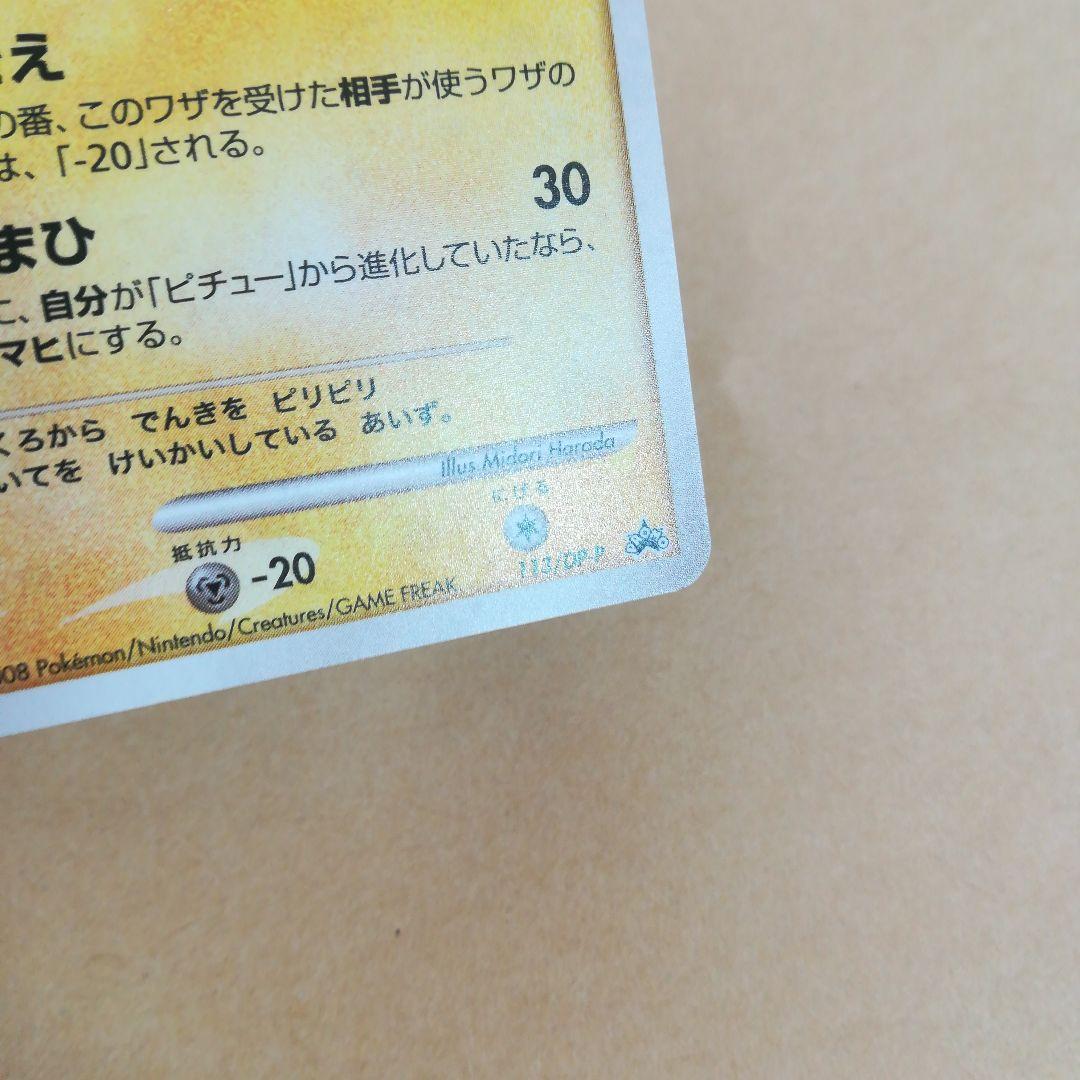 え
の番、このワザを受けた相手が使うワザの
は、「-20」される。
まひ 30
に、自分が「ピチュー」から進化していたなら、
マヒにする。
くろから でんきを ピリピリ
いてを けいかいしている あいず。
Illus Midori Harada
にげる
抵抗力
-20
113/DP-P
08 Pokémon/Nintendo/Creatures/GAME FREAK